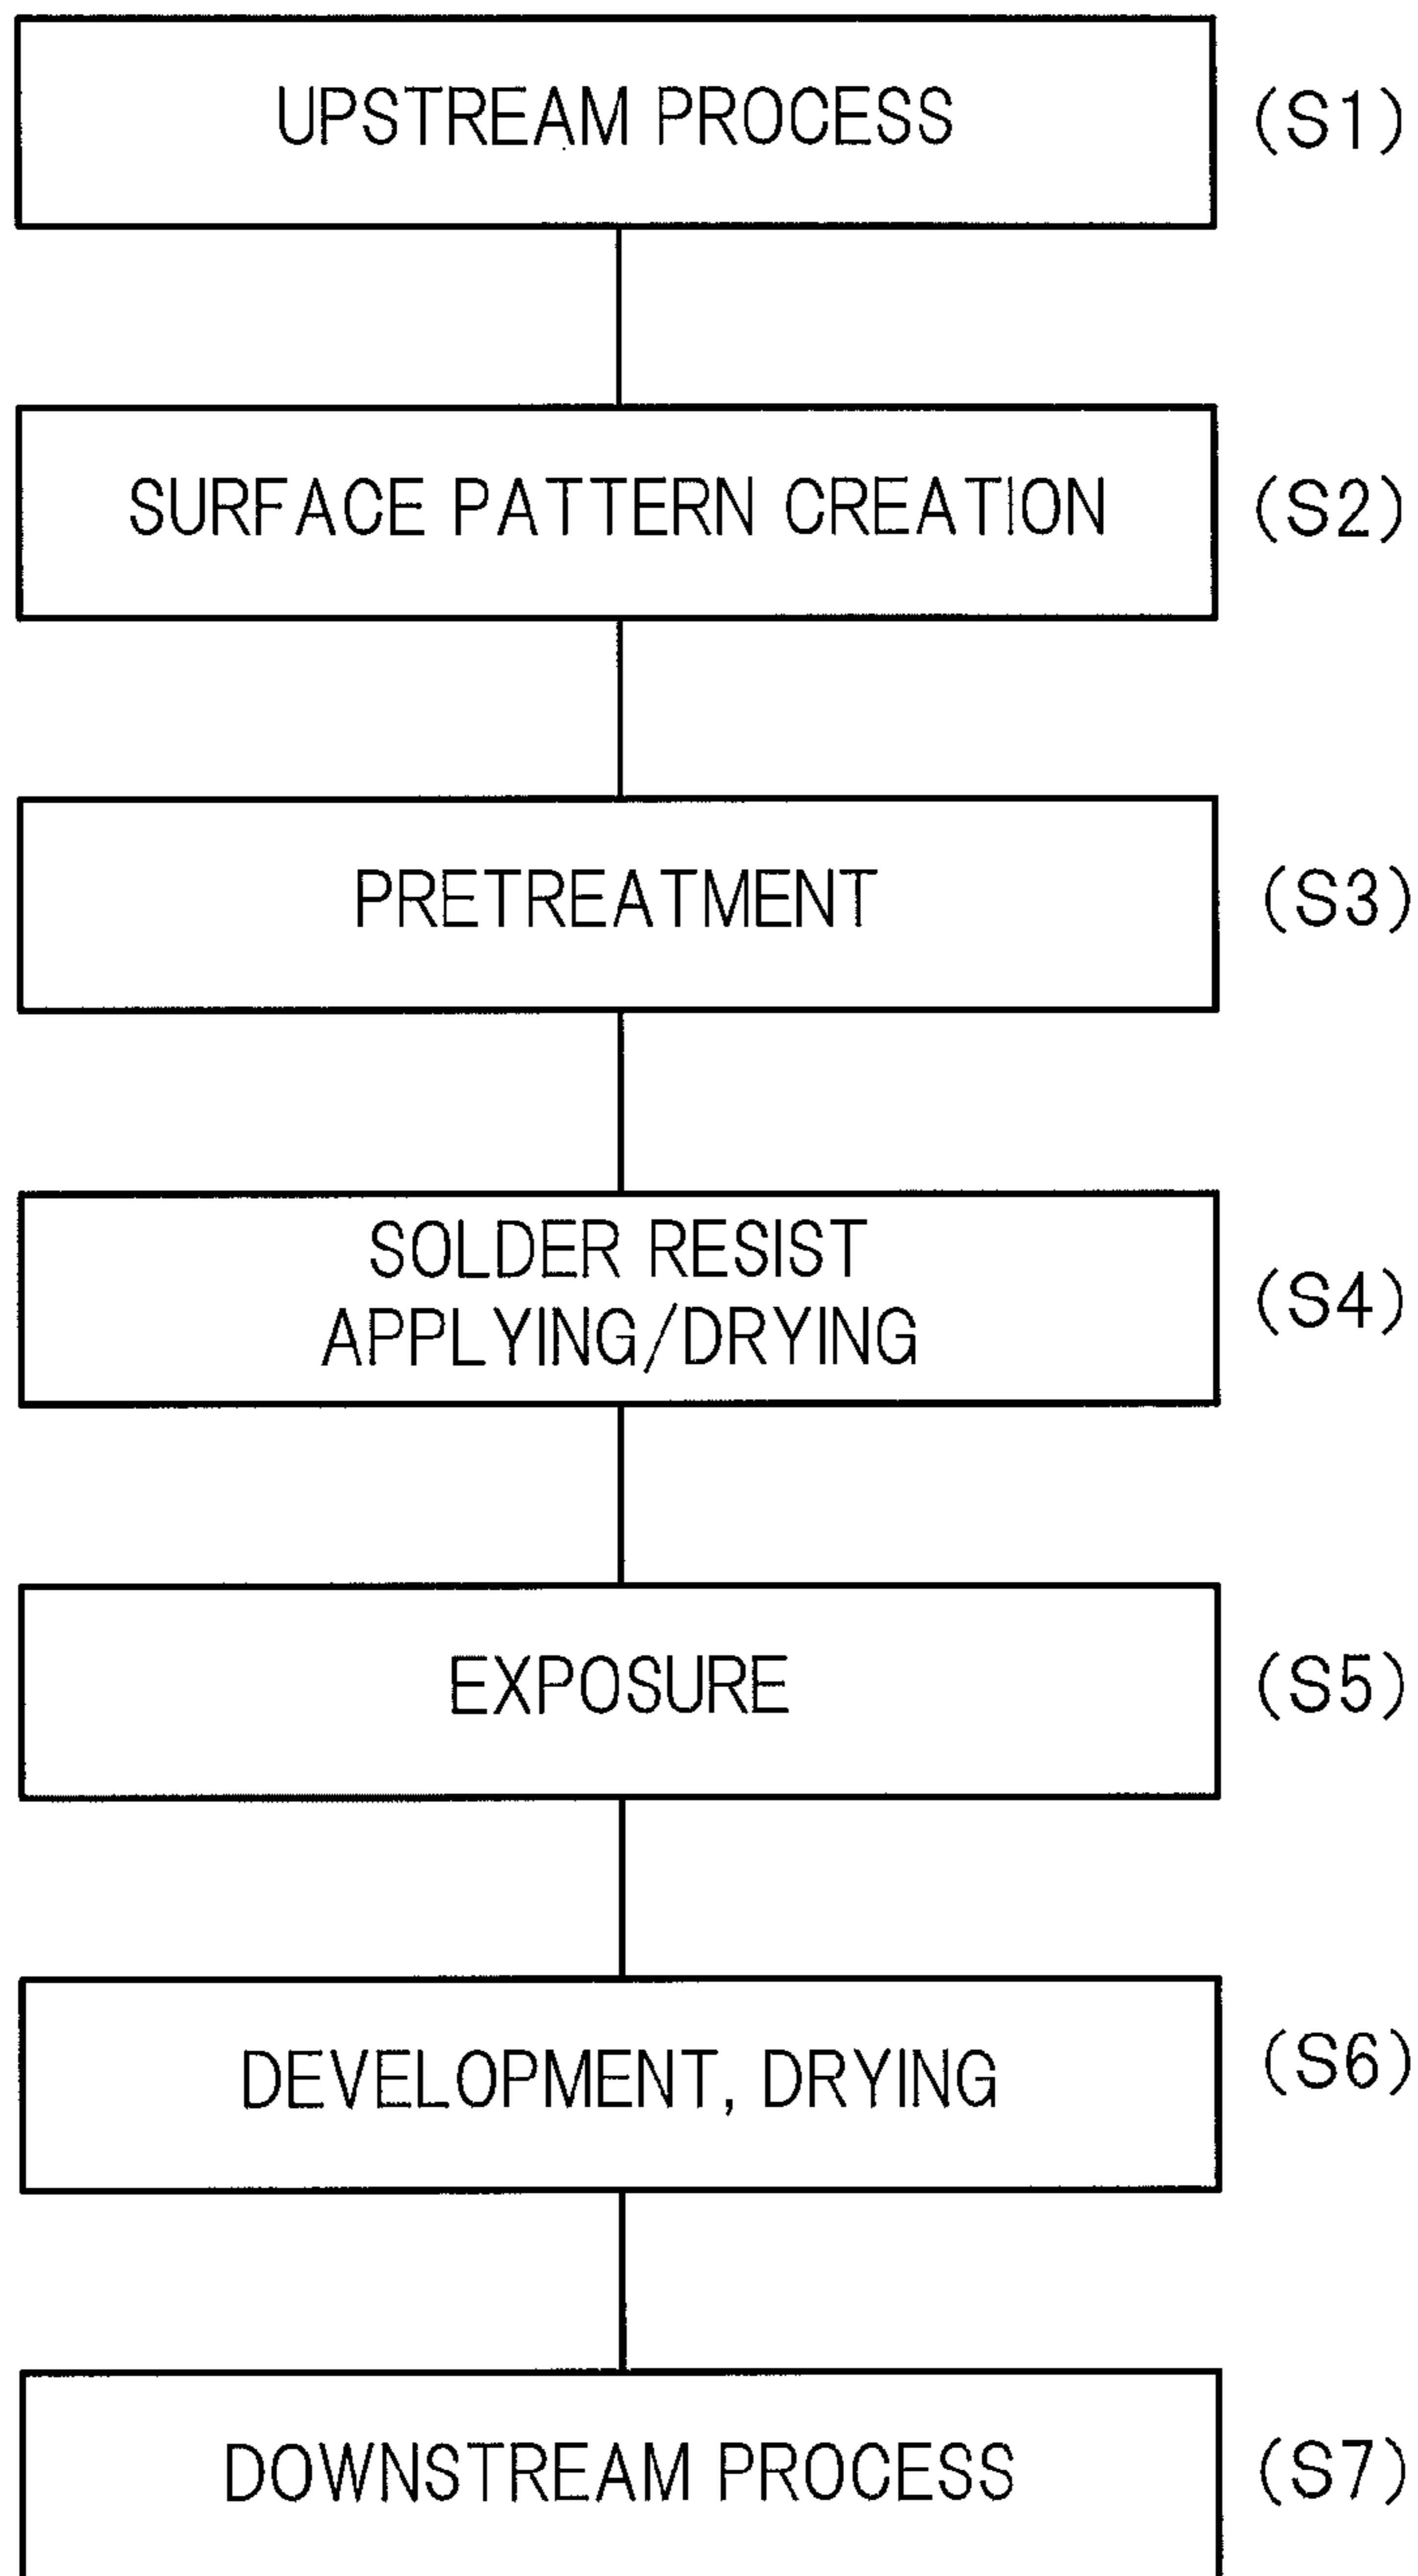 UPSTREAM PROCESS (S1)
SURFACE PATTERN CREATION (S2)
PRETREATMENT (S3)
SOLDER RESIST
APPLYING/DRYING (S4)
EXPOSURE (S5)
DEVELOPMENT, DRYING (S6)
DOWNSTREAM PROCESS (S7)